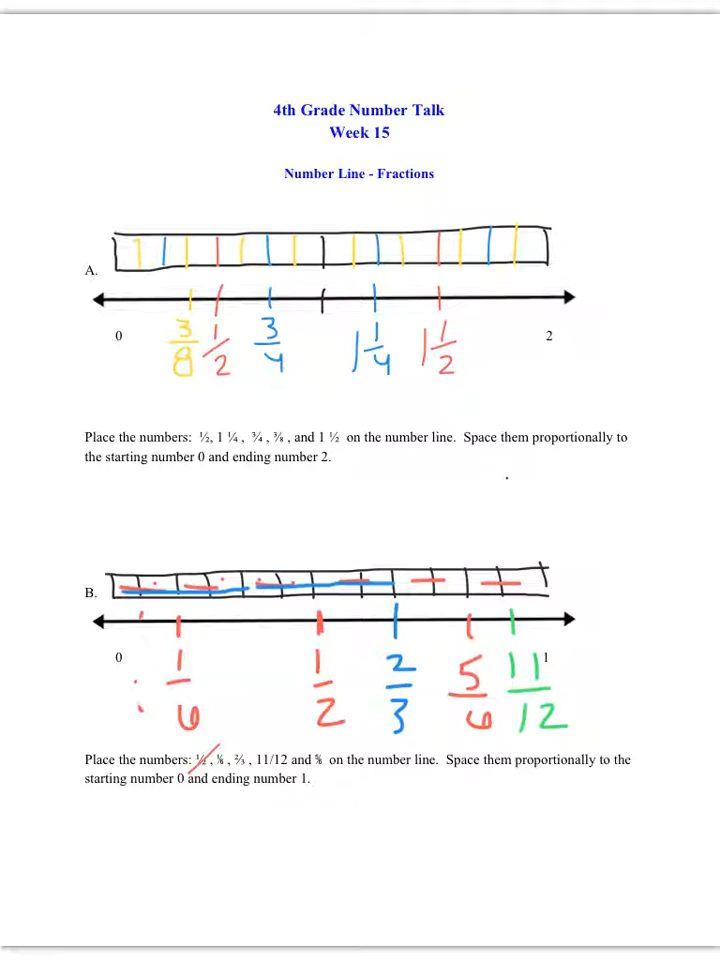 4th Grade Number Talk
Week 15
Number Line - Fractions
A.
0 2
3/8 1/2 3/4 1 1/4 1 1/2
Place the numbers: ½, 1 ¼ , ¾ , ⅜ , and 1 ½ on the number line. Space them proportionally to
the starting number 0 and ending number 2.
B.
0 1
1/6 1/2 2/3 5/6 11/12
Place the numbers: ½ , ⅙ , ⅔ , 11/12 and ⅚ on the number line. Space them proportionally to the
starting number 0 and ending number 1.